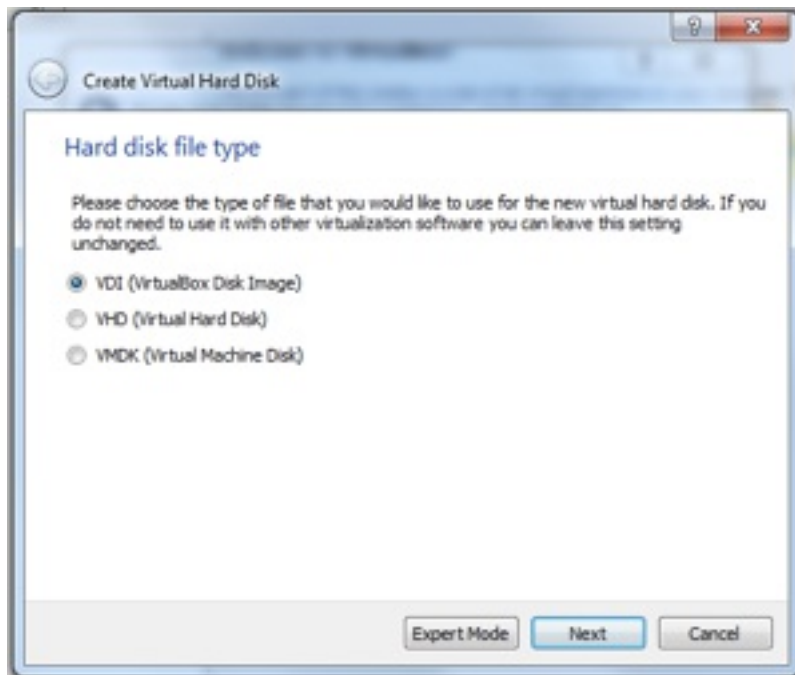 Create Virtual Hard Disk
Hard disk file type
Please choose the type of file that you would like to use for the new virtual hard disk. If you
do not need to use it with other virtualization software you can leave this setting
unchanged.
VDI (VirtualBox Disk Image)
VHD (Virtual Hard Disk)
VMDK (Virtual Machine Disk)
Expert Mode
Next
Cancel